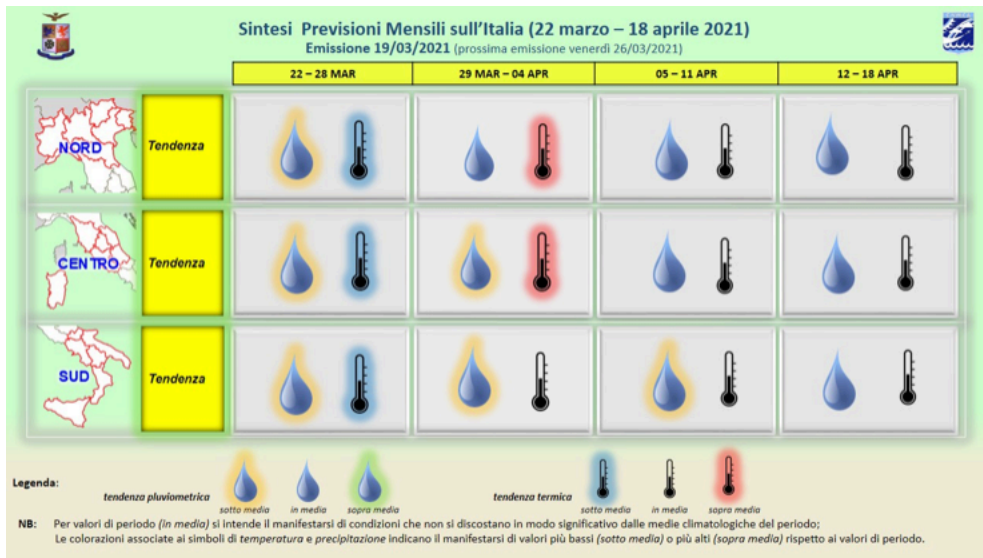 Sintesi Previsioni Mensili sull'Italia (22 marzo – 18 aprile 2021)
Emissione 19/03/2021 (prossima emissione venerdì 26/03/2021)
22 – 28 MAR 29 MAR – 04 APR 05 – 11 APR 12 – 18 APR
NORD Tendenza
CENTRO Tendenza
SUD Tendenza
Legenda:
tendenza pluviometrica tendenza termica
sotto media in media sopra media sotto media in media sopra media
NB: Per valori di periodo (in media) si intende il manifestarsi di condizioni che non si discostano in modo significativo dalle medie climatologiche del periodo;
Le colorazioni associate ai simboli di temperatura e precipitazione indicano il manifestarsi di valori più bassi (sotto media) o più alti (sopra media) rispetto ai valori di periodo.